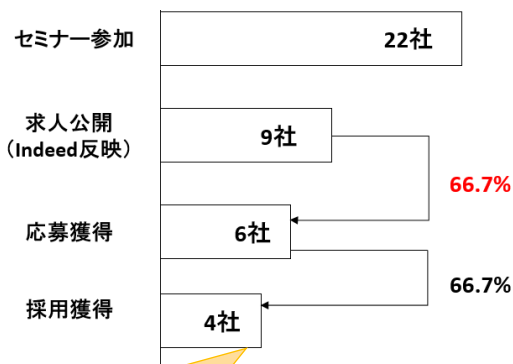 セミナー参加
22社
求人公開
（Indeed反映）
9社
66.7%
応募獲得
6社
66.7%
採用獲得
4社